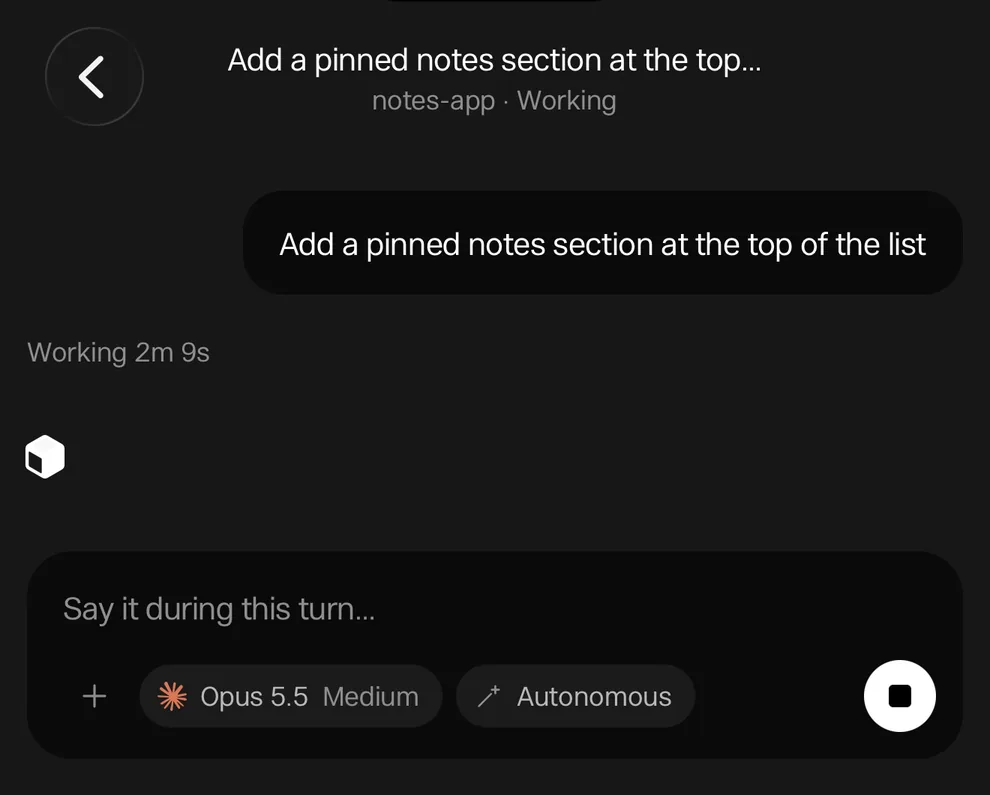 Add a pinned notes section at the top...
notes-app · Working
Add a pinned notes section at the top of the list
Working 2m 9s
Say it during this turn...
Opus 5.5 Medium Autonomous